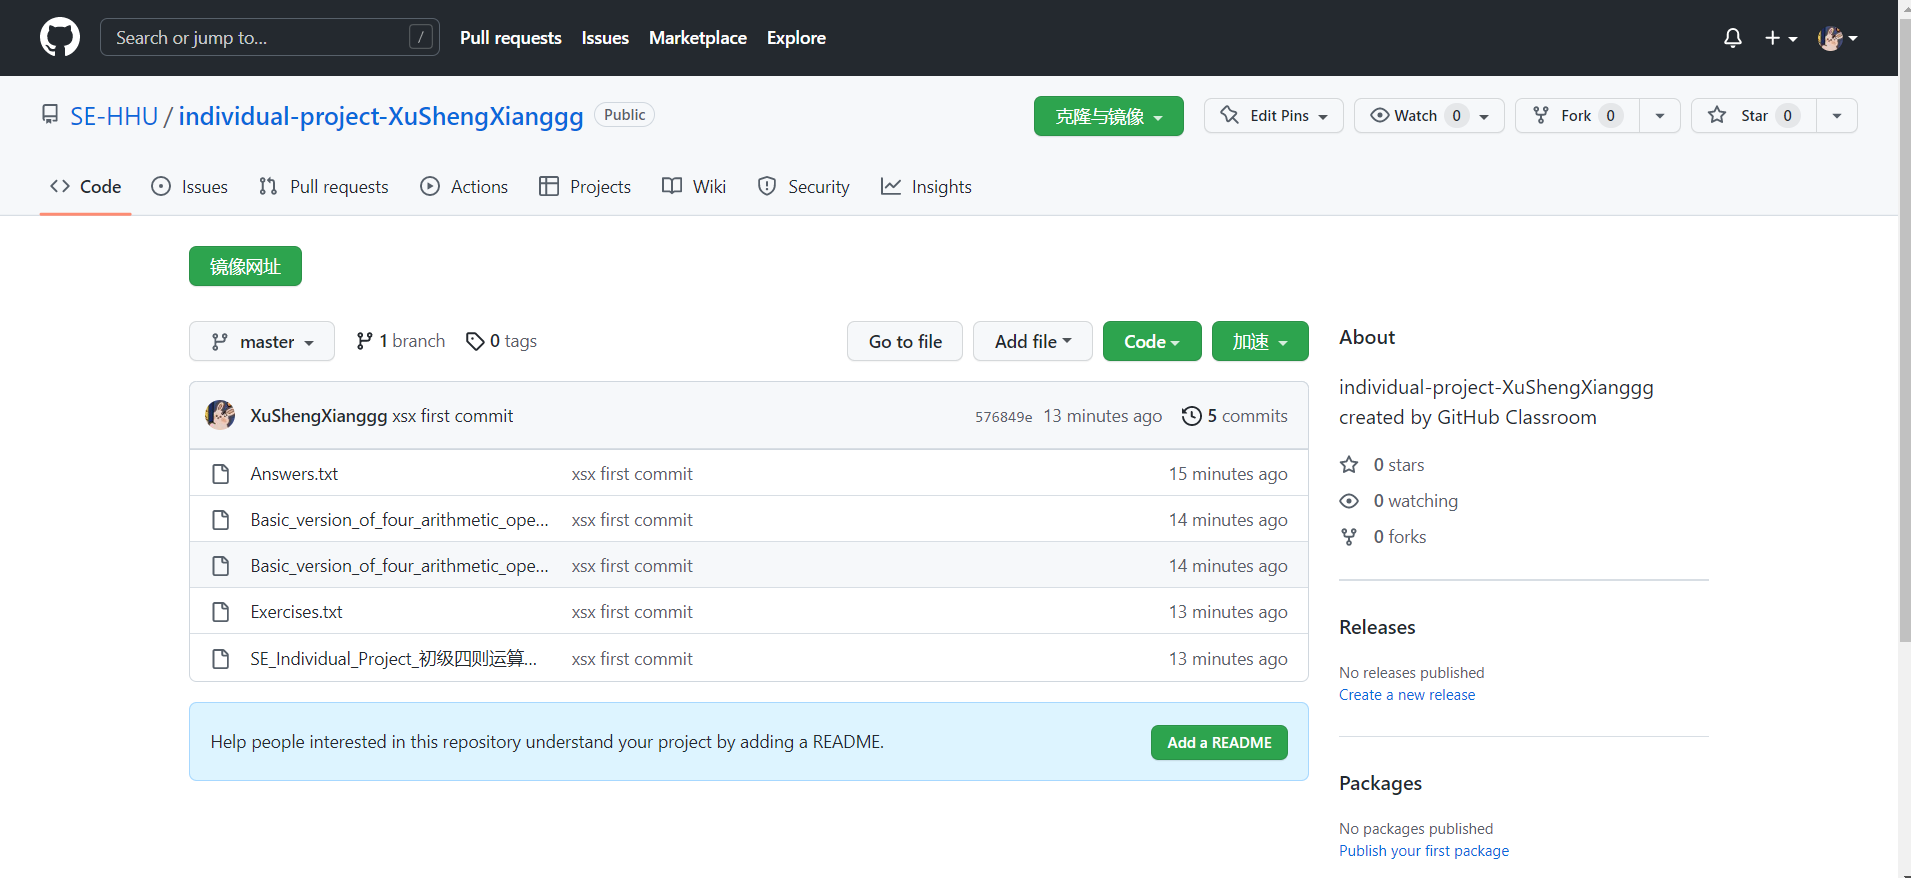 Search or jump to... / Pull requests Issues Marketplace Explore
SE-HHU / individual-project-XuShengXianggg Public 克隆与镜像 Edit Pins Watch 0 Fork 0 Star 0
Code Issues Pull requests Actions Projects Wiki Security Insights
镜像网址
master 1 branch 0 tags Go to file Add file Code 加速
XuShengXianggg xsx first commit 576849e 13 minutes ago 5 commits
Answers.txt xsx first commit 15 minutes ago
Basic_version_of_four_arithmetic_ope... xsx first commit 14 minutes ago
Basic_version_of_four_arithmetic_ope... xsx first commit 14 minutes ago
Exercises.txt xsx first commit 13 minutes ago
SE_Individual_Project_初级四则运算... xsx first commit 13 minutes ago
Help people interested in this repository understand your project by adding a README. Add a README
About
individual-project-XuShengXianggg
created by GitHub Classroom
0 stars
0 watching
0 forks
Releases
No releases published
Create a new release
Packages
No packages published
Publish your first package